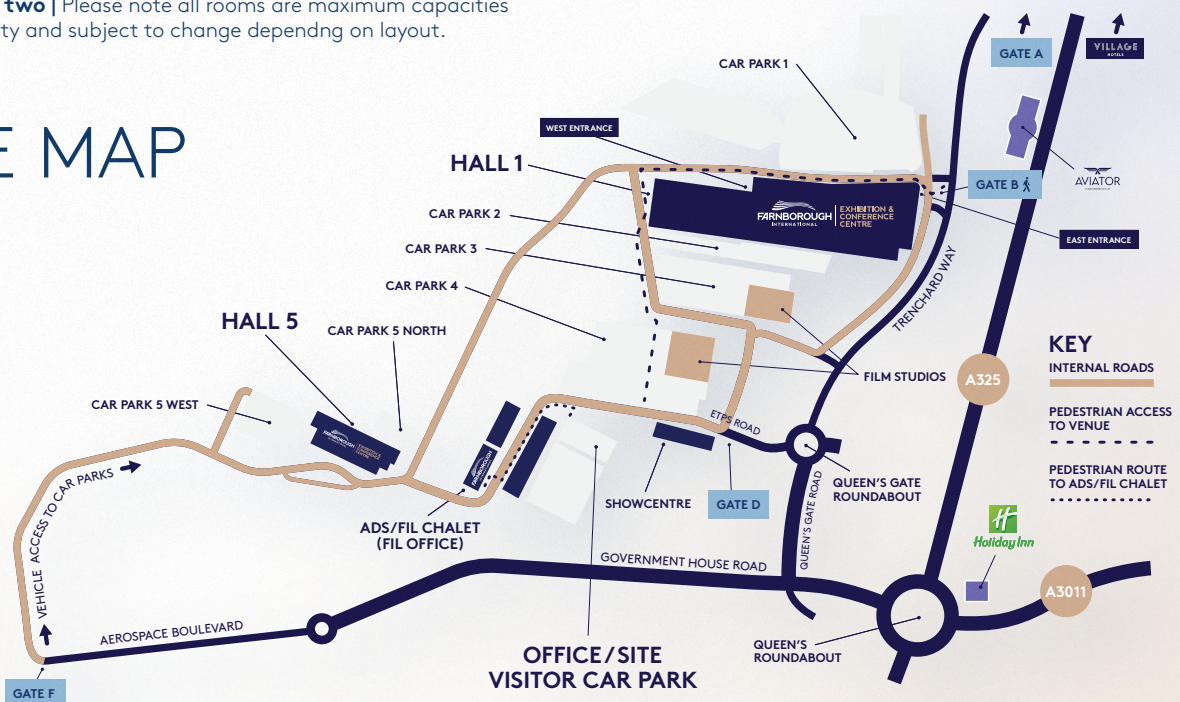 two | Please note all rooms are maximum capacities
ty and subject to change dependng on layout.
E MAP
CAR PARK 1
GATE A
VILLAGE
HOTELS
WEST ENTRANCE
HALL 1
GATE B
AVIATOR
CAR PARK 2
FARNBOROUGH
INTERNATIONAL
EXHIBITION &
CONFERENCE
CENTRE
EAST ENTRANCE
CAR PARK 3
CAR PARK 4
TRENCHARD WAY
HALL 5
CAR PARK 5 NORTH
KEY
INTERNAL ROADS
FILM STUDIOS
A325
CAR PARK 5 WEST
PEDESTRIAN ACCESS
TO VENUE
ETPS ROAD
FARNBOROUGH
FARNBOROUGH
PEDESTRIAN ROUTE
TO ADS/FIL CHALET
VEHICLE ACCESS TO CAR PARKS
QUEEN'S GATE
ROUNDABOUT
SHOWCENTRE
GATE D
QUEEN'S GATE ROAD
ADS/FIL CHALET
(FIL OFFICE)
H
Holiday Inn
GOVERNMENT HOUSE ROAD
A3011
AEROSPACE BOULEVARD
OFFICE/SITE
VISITOR CAR PARK
QUEEN'S
ROUNDABOUT
GATE F